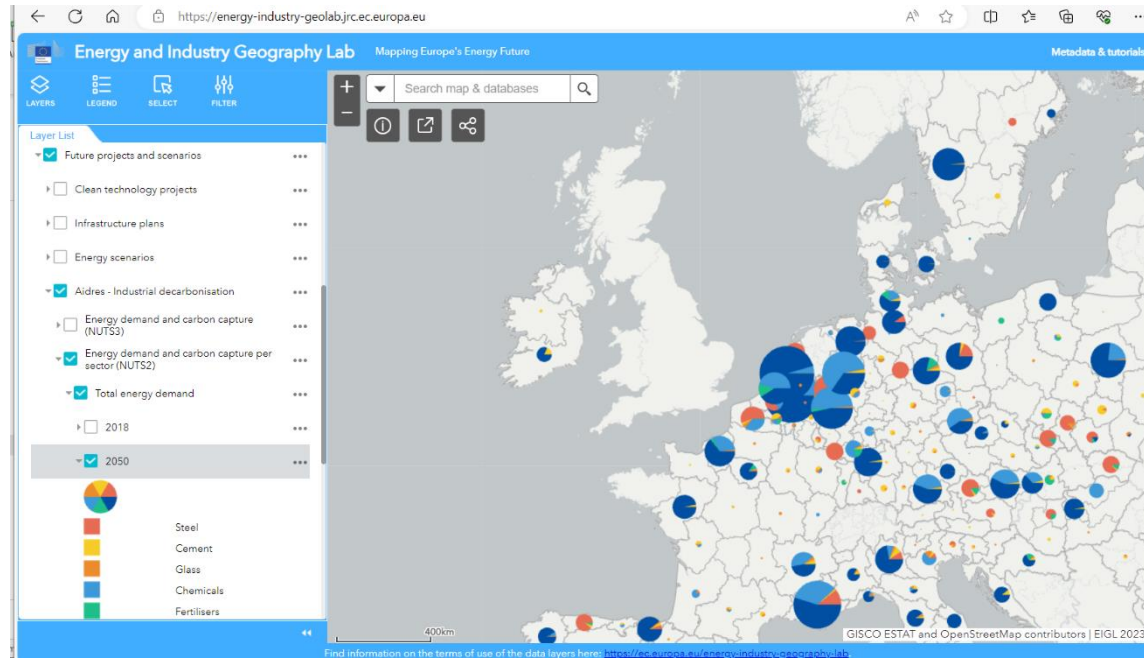 https://energy-industry-geolab.jrc.ec.europa.eu
Energy and Industry Geography Lab
Mapping Europe's Energy Future
Metadata & tutorials
LAYERS
LEGEND
SELECT
FILTER
Search map & databases
Layer List
Future projects and scenarios
Clean technology projects
Infrastructure plans
Energy scenarios
Aidres - Industrial decarbonisation
Energy demand and carbon capture
(NUTS3)
Energy demand and carbon capture per
sector (NUTS2)
Total energy demand
2018
2050
Steel
Cement
Glass
Chemicals
Fertilisers
400km
GISCO ESTAT and OpenStreetMap contributors | EIGL 2023
Find information on the terms of use of the data layers here: https://ec.europa.eu/energy-industry-geography-lab